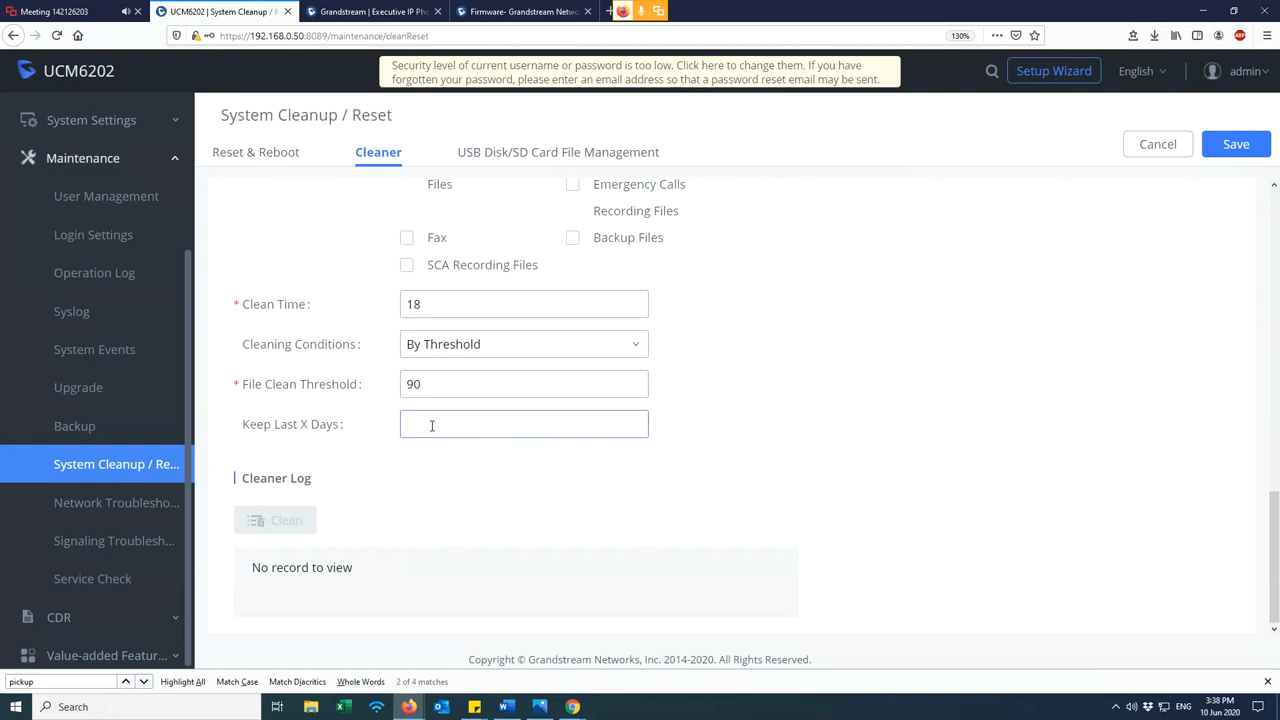 Meeting 142126203
UCM6202 | System Cleanup / R
Grandstream | Executive IP Pho
Firmware- Grandstream Networ
https://192.168.0.50:8089/maintenance/cleanReset
130%
UCM6202
Security level of current username or password is too low. Click here to change them. If you have
forgotten your password, please enter an email address so that a password reset email may be sent.
Setup Wizard
English
admin
System Settings
Maintenance
User Management
Login Settings
Operation Log
Syslog
System Events
Upgrade
Backup
System Cleanup / Re...
Network Troublesho...
Signaling Troublesh...
Service Check
CDR
Value-added Featur...
System Cleanup / Reset
Reset & Reboot
Cleaner
USB Disk/SD Card File Management
Cancel
Save
Files
Emergency Calls
Recording Files
Fax
Backup Files
SCA Recording Files
* Clean Time :
18
Cleaning Conditions :
By Threshold
* File Clean Threshold :
90
Keep Last X Days :
Cleaner Log
Clean
No record to view
Copyright © Grandstream Networks, Inc. 2014-2020. All Rights Reserved.
pickup
Highlight All
Match Case
Match Diacritics
Whole Words
2 of 4 matches
Search
3:38 PM
10 Jun 2020